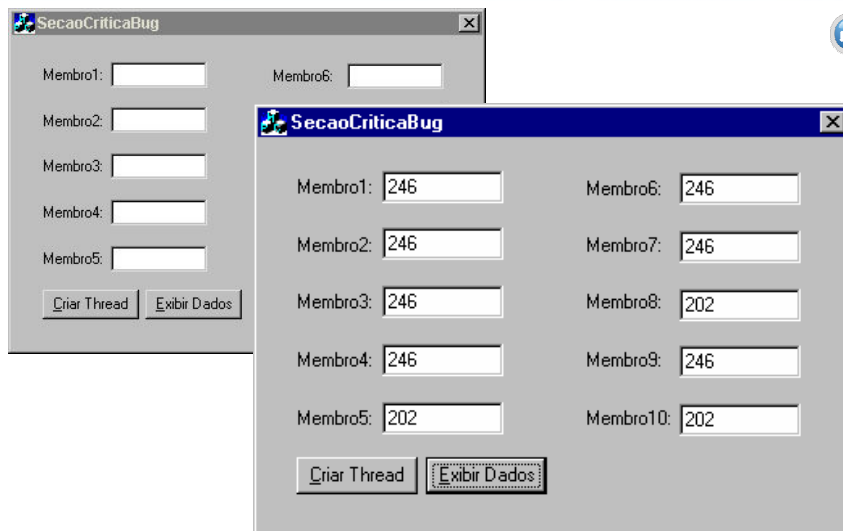 SecaoCriticaBug
Membro1:
Membro6:
Membro2:
Membro3:
Membro4:
Membro5:
Criar Thread
Exibir Dados
SecaoCriticaBug
Membro1: 246
Membro6: 246
Membro2: 246
Membro7: 246
Membro3: 246
Membro8: 202
Membro4: 246
Membro9: 246
Membro5: 202
Membro10: 202
Criar Thread
Exibir Dados